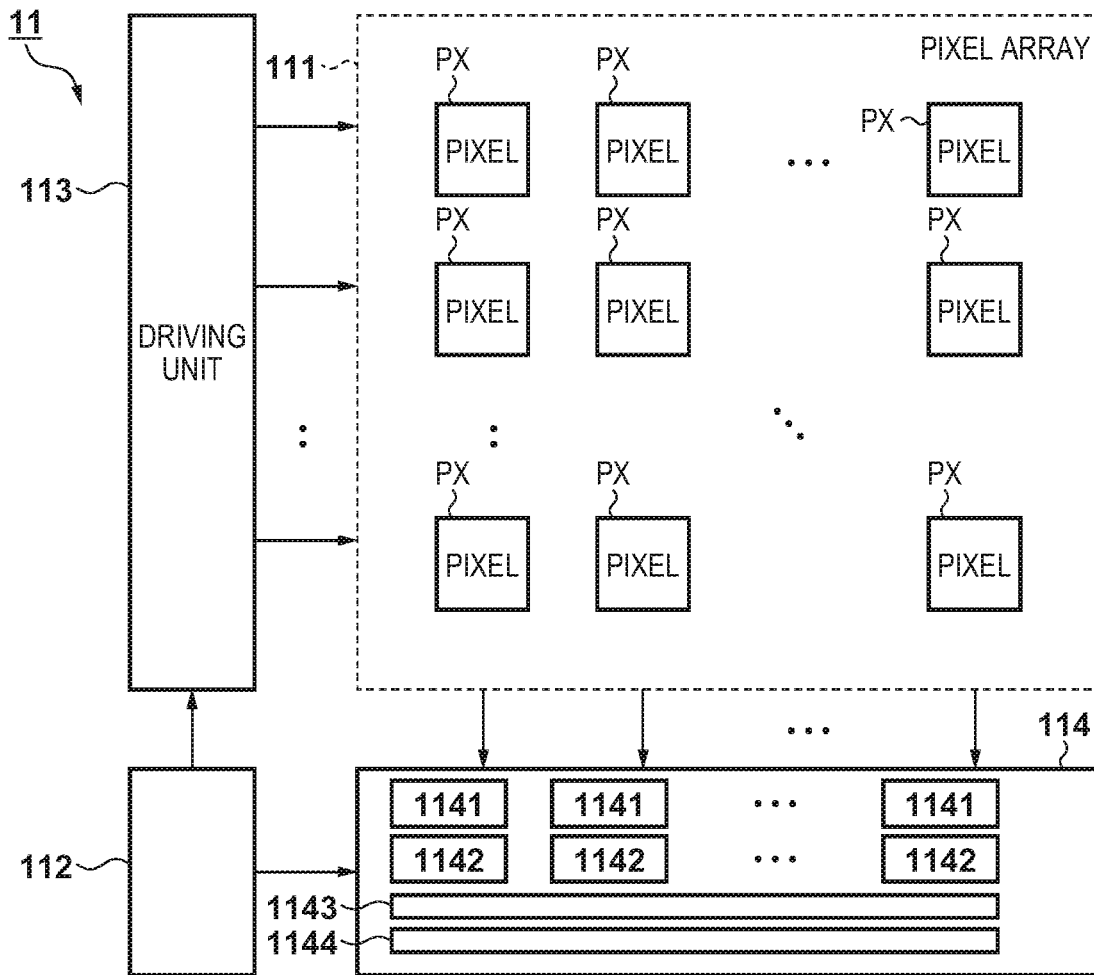 11
111
PIXEL ARRAY
PX PX
PX
PIXEL PIXEL ... PIXEL
113
PX PX PX
PIXEL PIXEL PIXEL
DRIVING
UNIT
PX PX PX
PIXEL PIXEL PIXEL
... 114
1141 1141 ... 1141
112
1142 1142 ... 1142
1143
1144